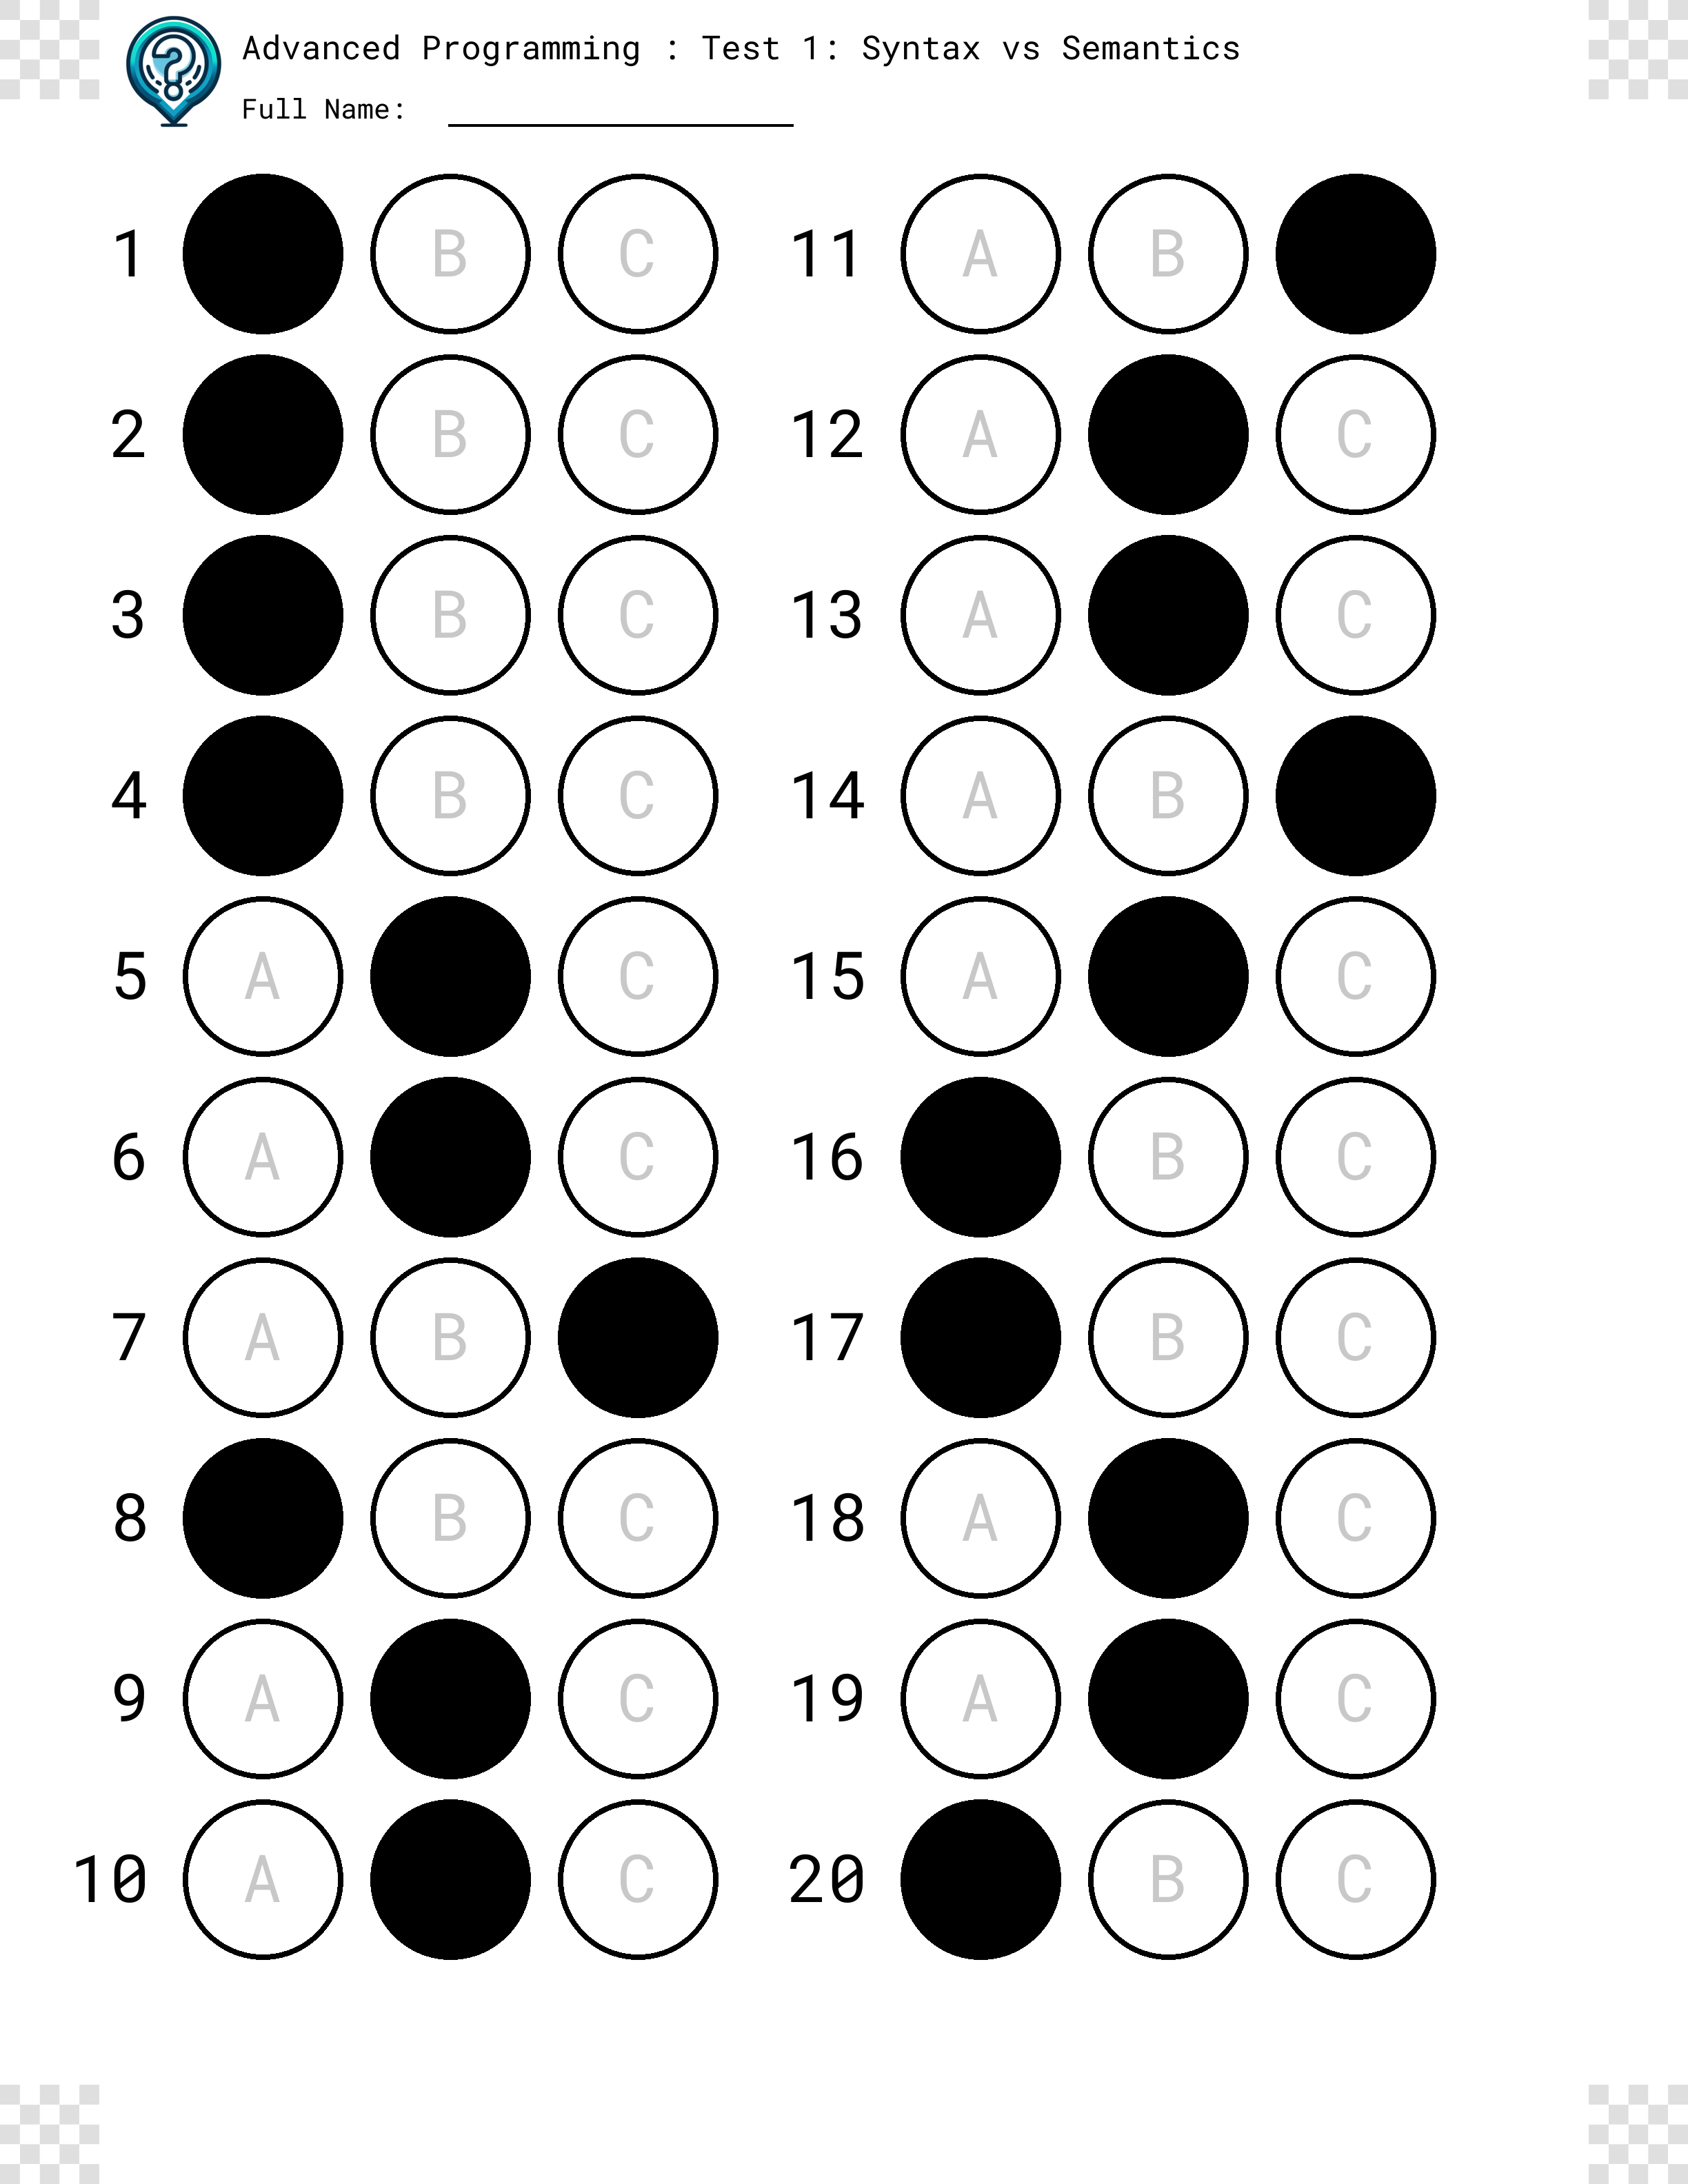 Advanced Programming : Test 1: Syntax vs Semantics
Full Name:
1 B C
2 B C
3 B C
4 B C
5 A C
6 A C
7 A B
8 B C
9 A C
10 A C
11 A B
12 A C
13 A C
14 A B
15 A C
16 B C
17 B C
18 A C
19 A C
20 B C